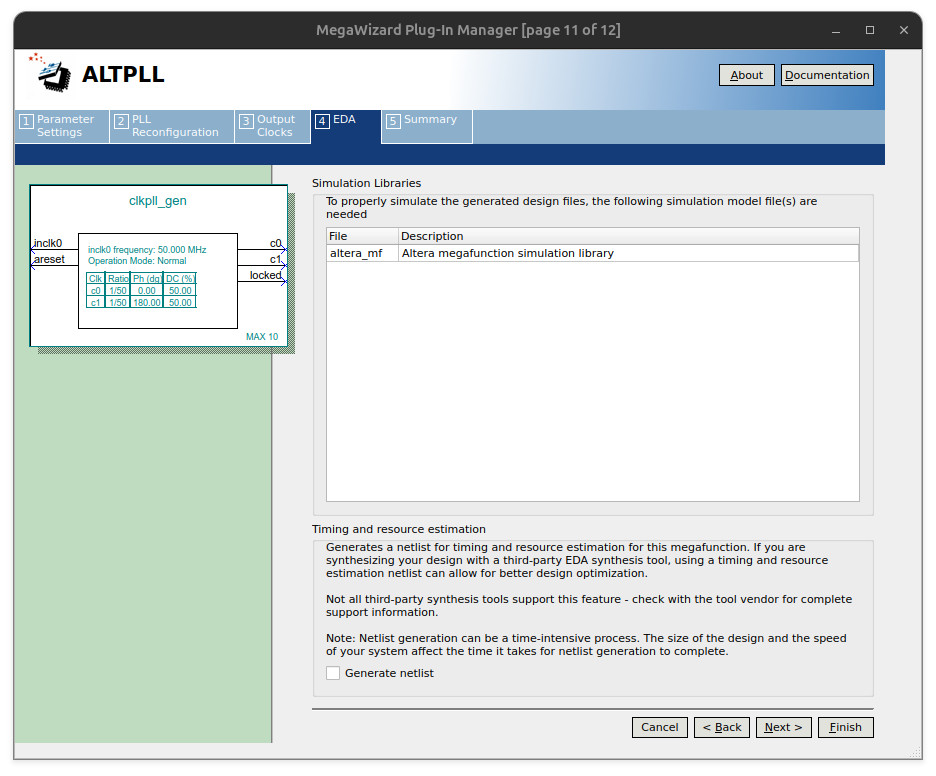 MegaWizard Plug-In Manager [page 11 of 12]
ALTPLL
About
Documentation
1 Parameter Settings
2 PLL Reconfiguration
3 Output Clocks
4 EDA
5 Summary
clkpll_gen
inclk0
areset
inclk0 frequency: 50.000 MHz
Operation Mode: Normal
Clk Ratio Ph (dg) DC (%)
c0 1/50 0.00 50.00
c1 1/50 180.00 50.00
c0
c1
locked
MAX 10
Simulation Libraries
To properly simulate the generated design files, the following simulation model file(s) are
needed
File Description
altera_mf Altera megafunction simulation library
Timing and resource estimation
Generates a netlist for timing and resource estimation for this megafunction. If you are
synthesizing your design with a third-party EDA synthesis tool, using a timing and resource
estimation netlist can allow for better design optimization.
Not all third-party synthesis tools support this feature - check with the tool vendor for complete
support information.
Note: Netlist generation can be a time-intensive process. The size of the design and the speed
of your system affect the time it takes for netlist generation to complete.
Generate netlist
Cancel
< Back
Next >
Finish